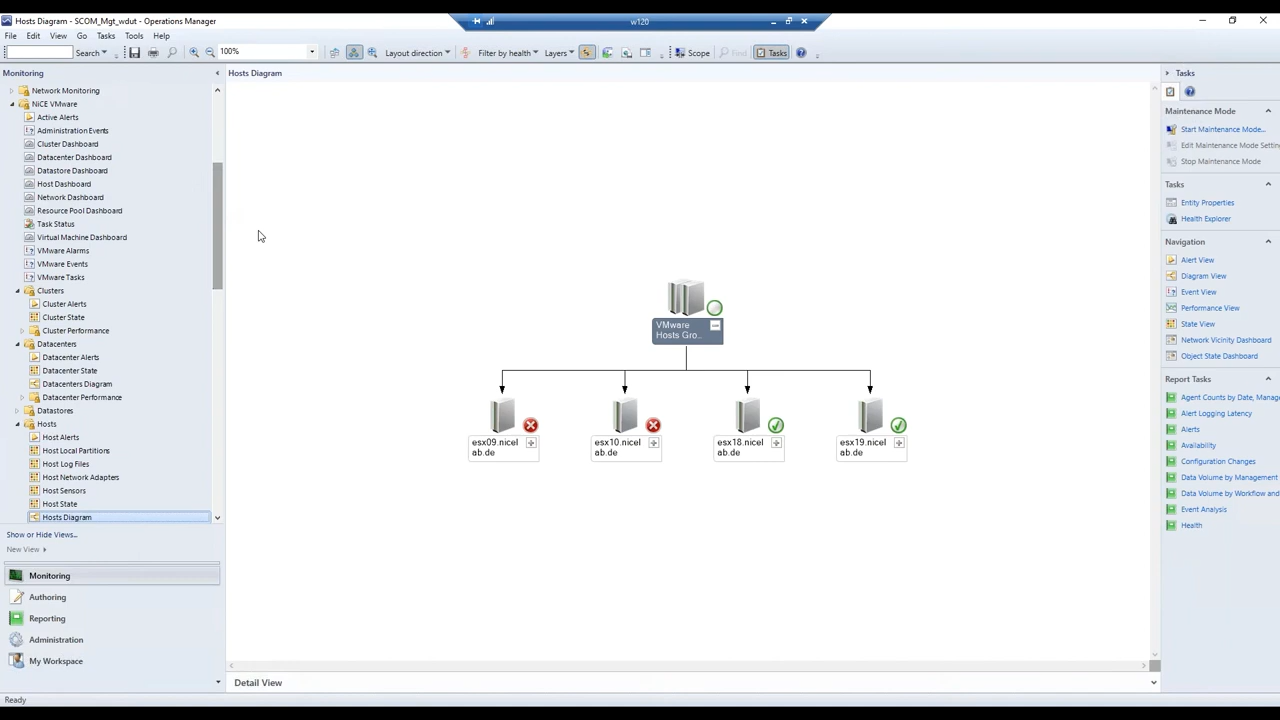 Hosts Diagram - SCOM_Mgt_wdut - Operations Manager
w120
File Edit View Go Tasks Tools Help
Search
100%
Layout direction
Filter by health
Layers
Scope
Find
Tasks
Monitoring
Network Monitoring
NiCE VMware
Active Alerts
Administration Events
Cluster Dashboard
Datacenter Dashboard
Datastore Dashboard
Host Dashboard
Network Dashboard
Resource Pool Dashboard
Task Status
Virtual Machine Dashboard
VMware Alarms
VMware Events
VMware Tasks
Clusters
Cluster Alerts
Cluster State
Cluster Performance
Datacenters
Datacenter Alerts
Datacenter State
Datacenters Diagram
Datacenter Performance
Datastores
Hosts
Host Alerts
Host Local Partitions
Host Log Files
Host Network Adapters
Host Sensors
Host State
Hosts Diagram
Show or Hide Views...
New View
Monitoring
Authoring
Reporting
Administration
My Workspace
Ready
Hosts Diagram
VMware
Hosts Gro...
esx09.nicel
ab.de
esx10.nicel
ab.de
esx18.nicel
ab.de
esx19.nicel
ab.de
Detail View
Tasks
Maintenance Mode
Start Maintenance Mode...
Edit Maintenance Mode Settin
Stop Maintenance Mode
Tasks
Entity Properties
Health Explorer
Navigation
Alert View
Diagram View
Event View
Performance View
State View
Network Vicinity Dashboard
Object State Dashboard
Report Tasks
Agent Counts by Date, Manage
Alert Logging Latency
Alerts
Availability
Configuration Changes
Data Volume by Management
Data Volume by Workflow and
Event Analysis
Health